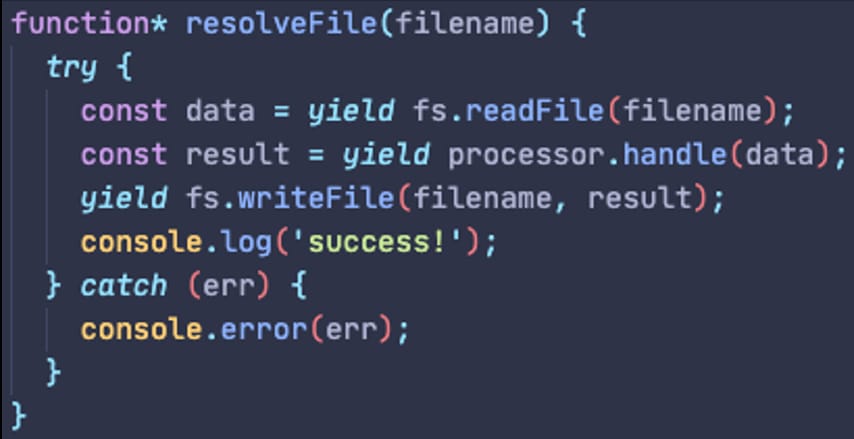 function* resolveFile(filename) {
  try {
    const data = yield fs.readFile(filename);
    const result = yield processor.handle(data);
    yield fs.writeFile(filename, result);
    console.log('success!');
  } catch (err) {
    console.error(err);
  }
}